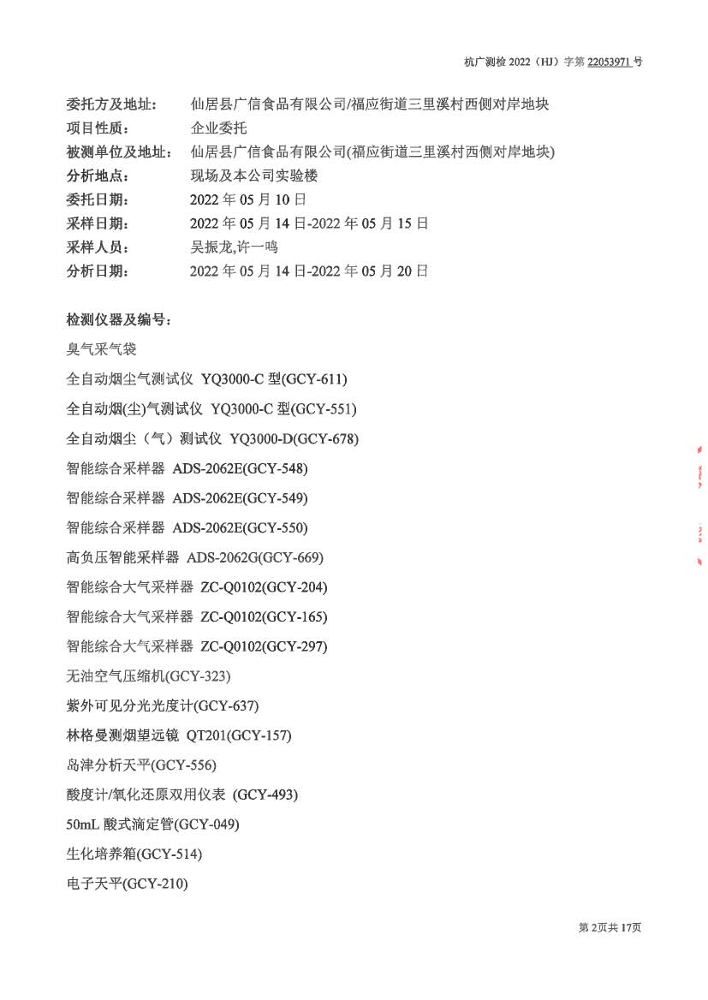 杭广测检 2022（HJ）字第 22053971 号
委托方及地址: 仙居县广信食品有限公司/福应街道三里溪村西侧对岸地块
项目性质: 企业委托
被测单位及地址: 仙居县广信食品有限公司(福应街道三里溪村西侧对岸地块)
分析地点: 现场及本公司实验楼
委托日期: 2022 年 05 月 10 日
采样日期: 2022 年 05 月 14 日-2022 年 05 月 15 日
采样人员: 吴振龙,许一鸣
分析日期: 2022 年 05 月 14 日-2022 年 05 月 20 日
检测仪器及编号:
臭气采气袋
全自动烟尘气测试仪 YQ3000-C 型(GCY-611)
全自动烟(尘)气测试仪 YQ3000-C 型(GCY-551)
全自动烟尘（气）测试仪 YQ3000-D(GCY-678)
智能综合采样器 ADS-2062E(GCY-548)
智能综合采样器 ADS-2062E(GCY-549)
智能综合采样器 ADS-2062E(GCY-550)
高负压智能采样器 ADS-2062G(GCY-669)
智能综合大气采样器 ZC-Q0102(GCY-204)
智能综合大气采样器 ZC-Q0102(GCY-165)
智能综合大气采样器 ZC-Q0102(GCY-297)
无油空气压缩机(GCY-323)
紫外可见分光光度计(GCY-637)
林格曼测烟望远镜 QT201(GCY-157)
岛津分析天平(GCY-556)
酸度计/氧化还原双用仪表 (GCY-493)
50mL 酸式滴定管(GCY-049)
生化培养箱(GCY-514)
电子天平(GCY-210)
第 2页共 17页